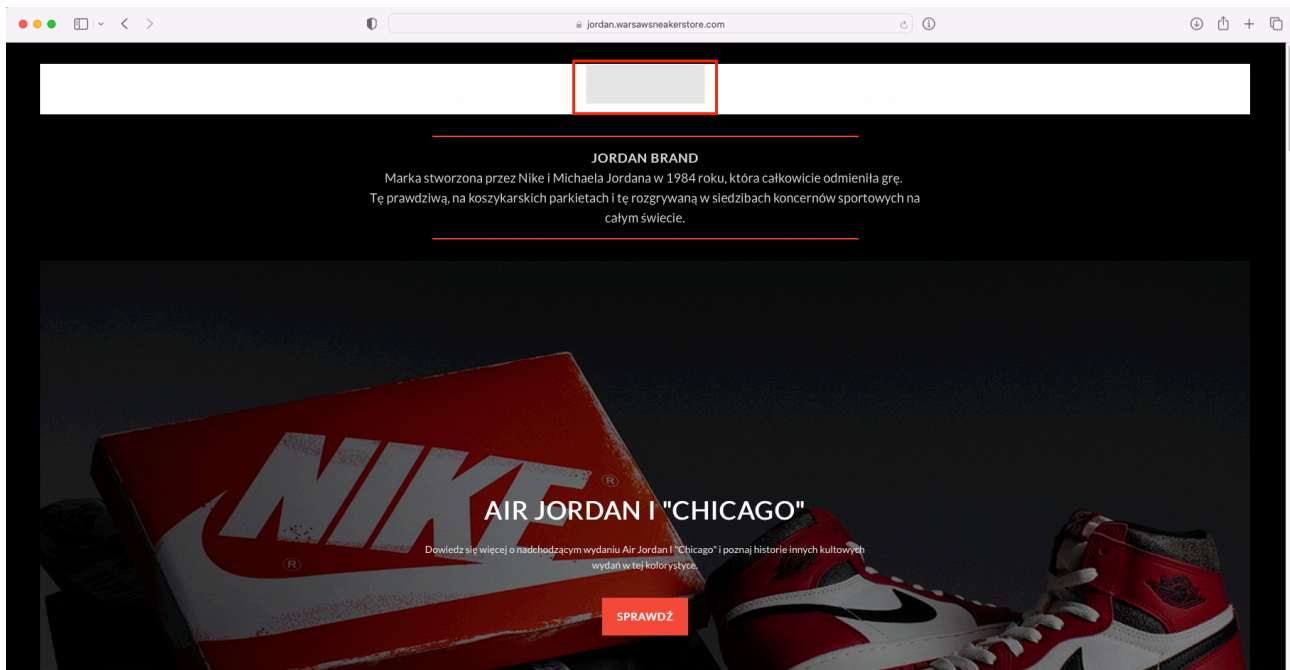 jordan.warsawsneakerstore.com
JORDAN BRAND
Marka stworzona przez Nike i Michaela Jordana w 1984 roku, która całkowicie odmieniła grę.
Tę prawdziwą, na koszykarskich parkietach i tę rozgrywaną w siedzibach koncernów sportowych na
całym świecie.
NIKE ®
®
AIR JORDAN I "CHICAGO"
Dowiedz się więcej o nadchodzącym wydaniu Air Jordan I "Chicago" i poznaj historie innych kultowych
wydań w tej kolorystyce.
SPRAWDŹ